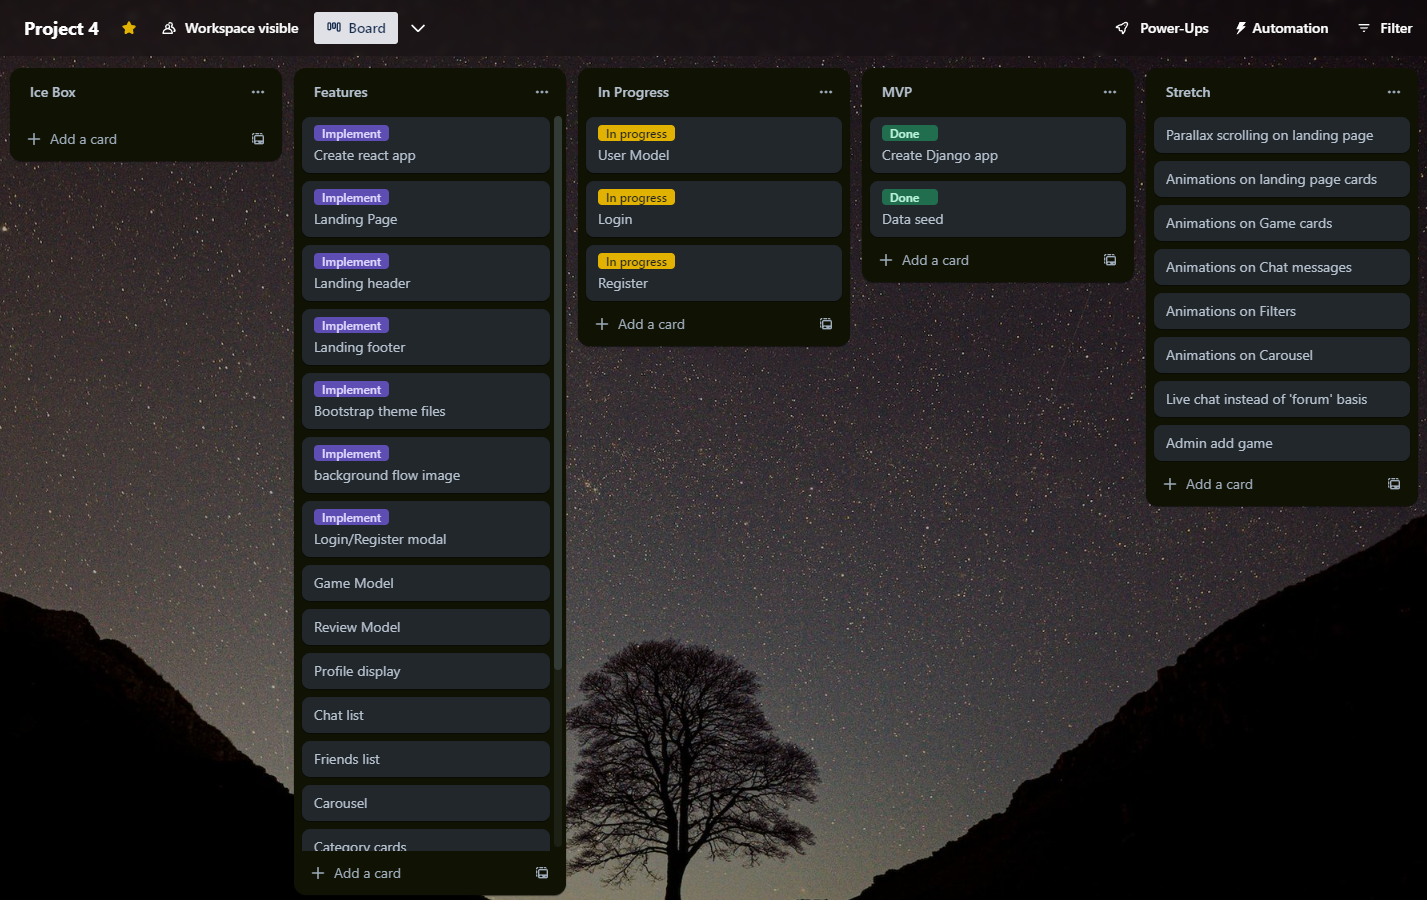 Project 4
Workspace visible
Board
Power-Ups
Automation
Filter
Ice Box
Add a card
Features
Implement
Create react app
Implement
Landing Page
Implement
Landing header
Implement
Landing footer
Implement
Bootstrap theme files
Implement
background flow image
Implement
Login/Register modal
Game Model
Review Model
Profile display
Chat list
Friends list
Carousel
Category cards
Add a card
In Progress
In progress
User Model
In progress
Login
In progress
Register
Add a card
MVP
Done
Create Django app
Done
Data seed
Add a card
Stretch
Parallax scrolling on landing page
Animations on landing page cards
Animations on Game cards
Animations on Chat messages
Animations on Filters
Animations on Carousel
Live chat instead of 'forum' basis
Admin add game
Add a card